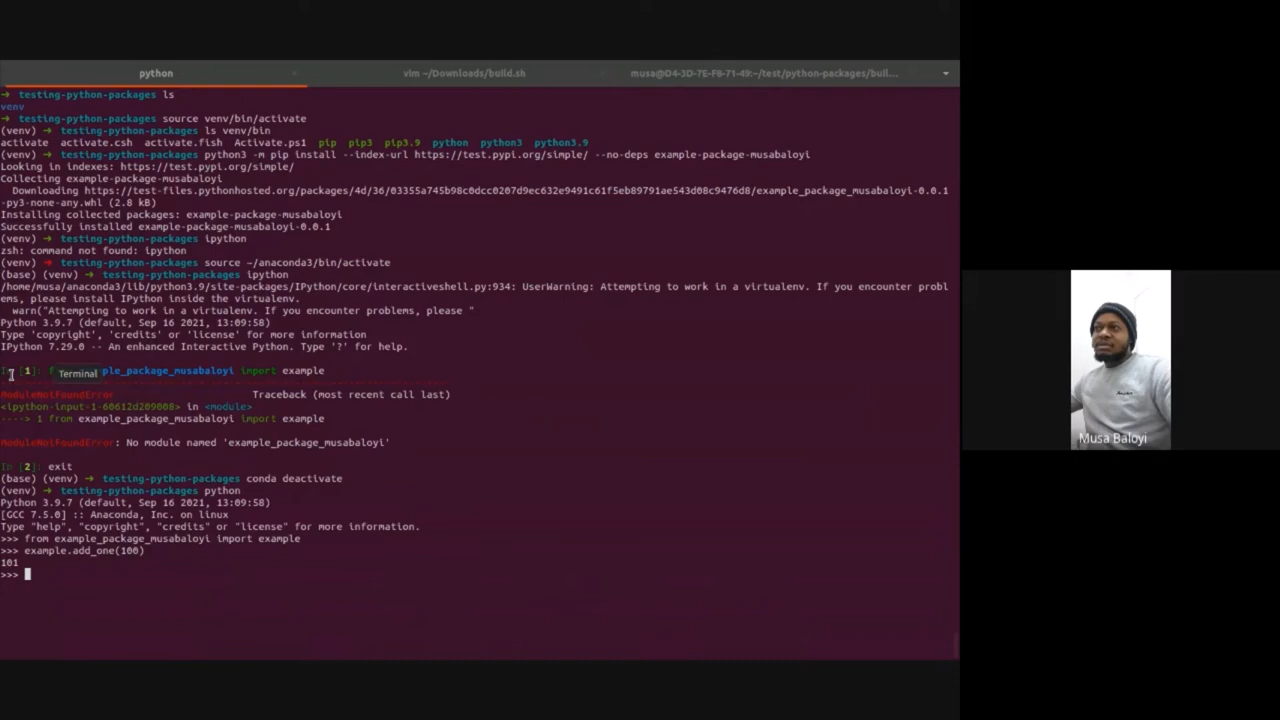 python
vim ~/Downloads/build.sh
musa@D4-3D-7E-F8-71-49:~/test/python-packages/buil...
→ testing-python-packages ls
venv
→ testing-python-packages source venv/bin/activate
(venv) → testing-python-packages ls venv/bin
activate activate.csh activate.fish Activate.ps1 pip pip3 pip3.9 python python3 python3.9
(venv) → testing-python-packages python3 -m pip install --index-url https://test.pypi.org/simple/ --no-deps example-package-musabaloyi
Looking in indexes: https://test.pypi.org/simple/
Collecting example-package-musabaloyi
Downloading https://test-files.pythonhosted.org/packages/4d/36/03355a745b98c0dcc0207d9ec632e9491c61f5eb89791ae543d08c9476d8/example_package_musabaloyi-0.0.1
-py3-none-any.whl (2.8 kB)
Installing collected packages: example-package-musabaloyi
Successfully installed example-package-musabaloyi-0.0.1
(venv) → testing-python-packages ipython
zsh: command not found: ipython
(venv) → testing-python-packages source ~/anaconda3/bin/activate
(base) (venv) → testing-python-packages ipython
/home/musa/anaconda3/lib/python3.9/site-packages/IPython/core/interactiveshell.py:934: UserWarning: Attempting to work in a virtualenv. If you encounter probl
ems, please install IPython inside the virtualenv.
warn("Attempting to work in a virtualenv. If you encounter problems, please "
Python 3.9.7 (default, Sep 16 2021, 13:09:58)
Type 'copyright', 'credits' or 'license' for more information
IPython 7.29.0 -- An enhanced Interactive Python. Type '?' for help.
[1]: ple_package_musabaloyi import example
Terminal
ModuleNotFoundError Traceback (most recent call last)
<ipython-input-1-60612d209008> in <module>
----> 1 from example_package_musabaloyi import example
ModuleNotFoundError: No module named 'example_package_musabaloyi'
In [2]: exit
(base) (venv) → testing-python-packages conda deactivate
(venv) → testing-python-packages python
Python 3.9.7 (default, Sep 16 2021, 13:09:58)
[GCC 7.5.0] :: Anaconda, Inc. on linux
Type "help", "copyright", "credits" or "license" for more information.
>>> from example_package_musabaloyi import example
>>> example.add_one(100)
101
>>>
Musa Baloyi